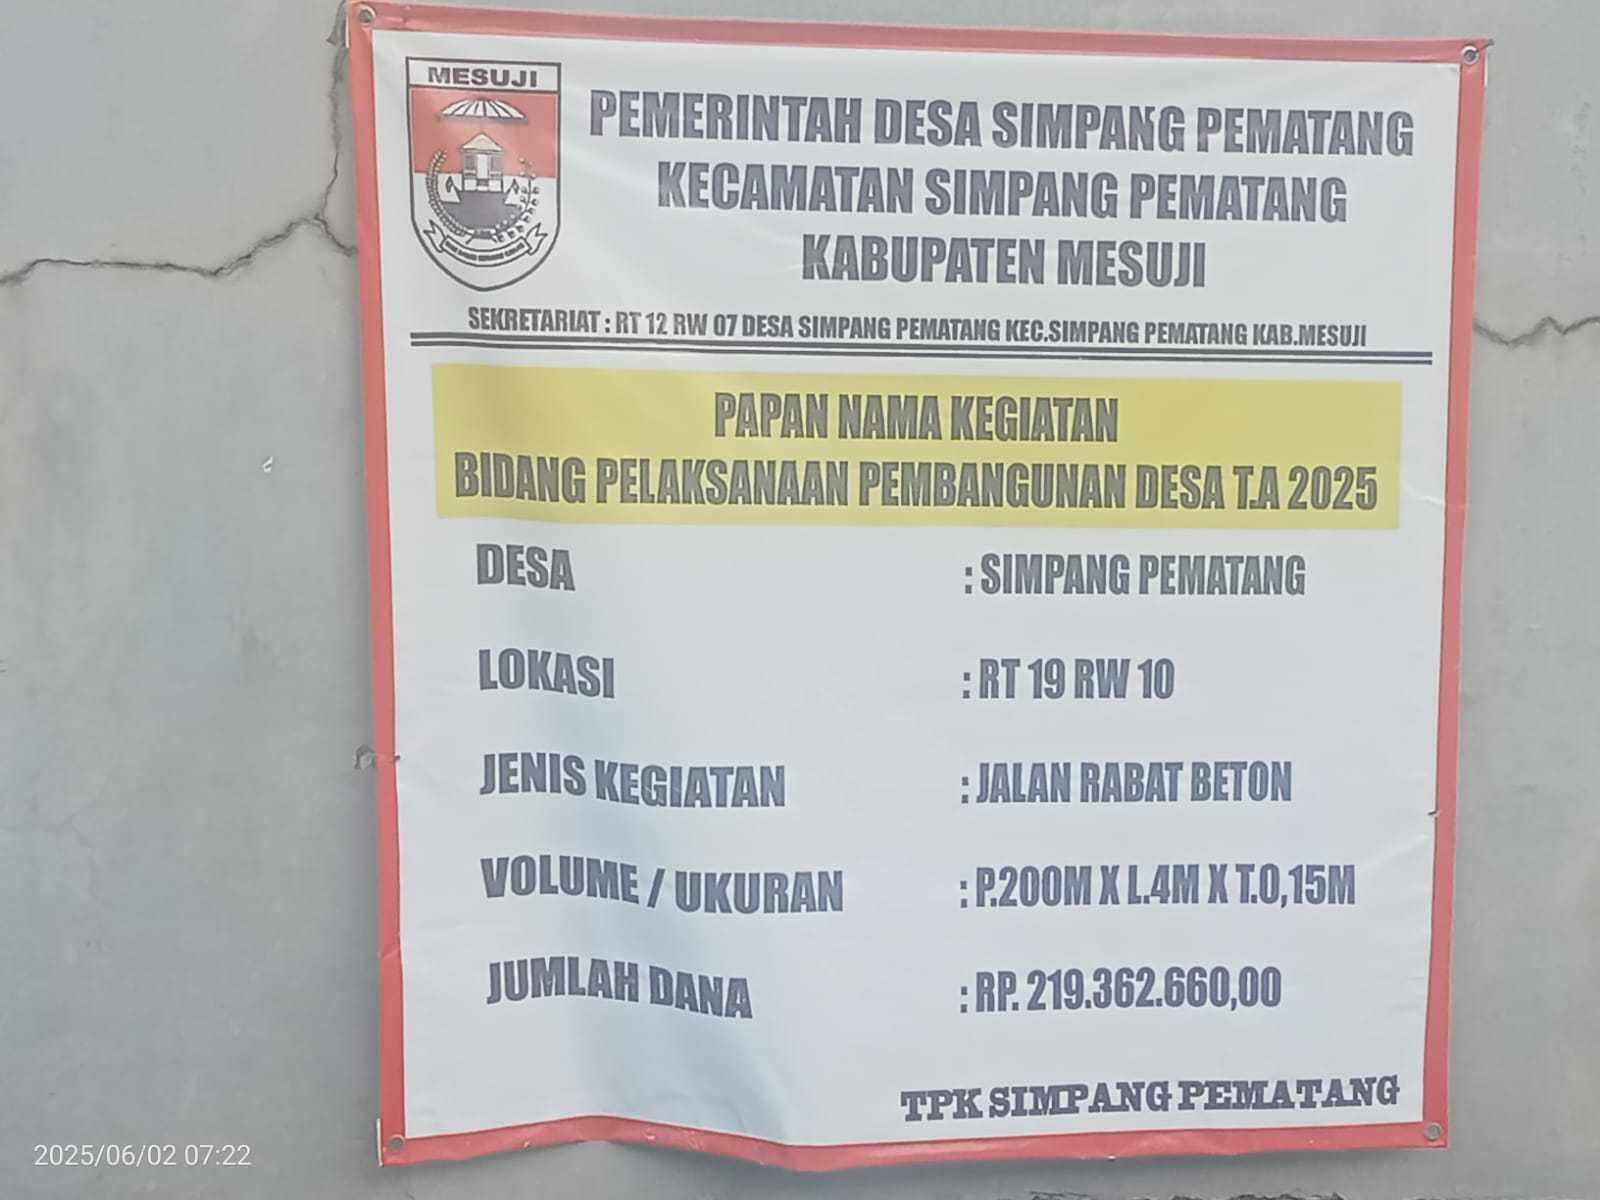 MESUJI
PEMERINTAH DESA SIMPANG PEMATANG
KECAMATAN SIMPANG PEMATANG
KABUPATEN MESUJI
SEKRETARIAT : RT 12 RW 07 DESA SIMPANG PEMATANG KEC.SIMPANG PEMATANG KAB.MESUJI
PAPAN NAMA KEGIATAN
BIDANG PELAKSANAAN PEMBANGUNAN DESA T.A 2025
DESA : SIMPANG PEMATANG
LOKASI : RT 19 RW 10
JENIS KEGIATAN : JALAN RABAT BETON
VOLUME / UKURAN : P.200M X L.4M X T.0,15M
JUMLAH DANA : RP. 219.362.660,00
TPK SIMPANG PEMATANG
2025/06/02 07:22